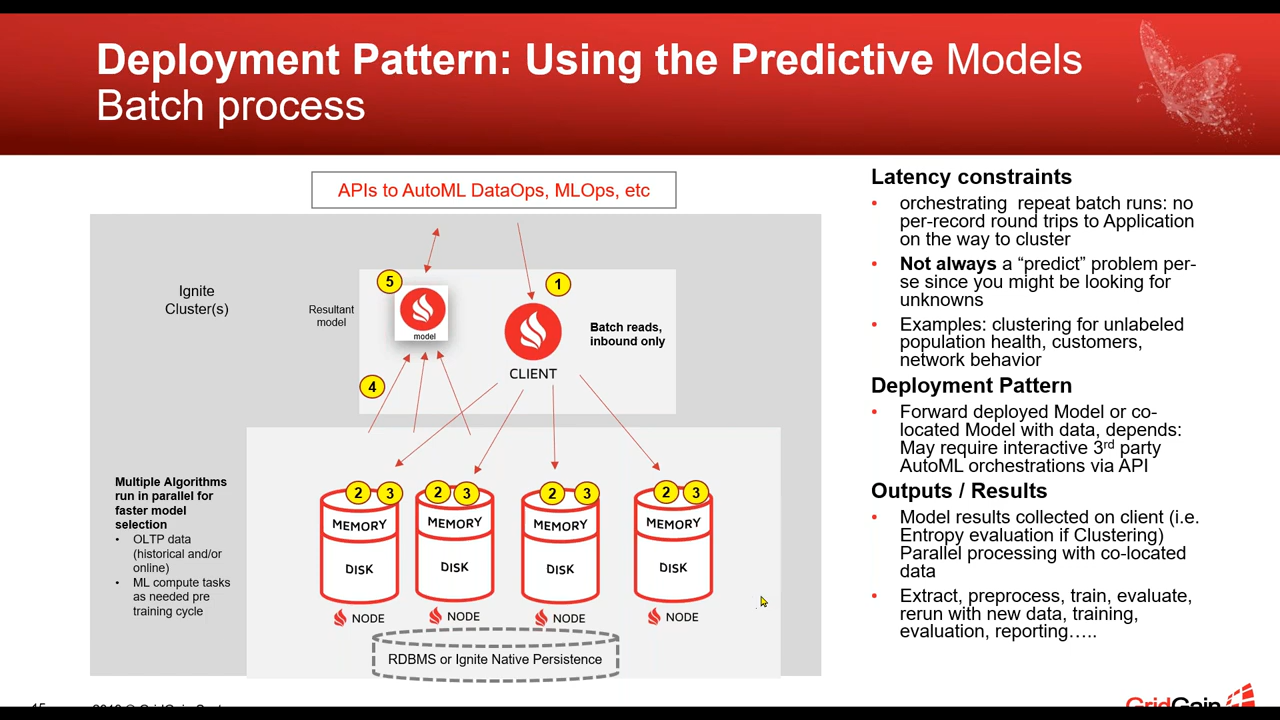 Deployment Pattern: Using the Predictive Models
Batch process
APIs to AutoML DataOps, MLOps, etc
Ignite
Cluster(s)
5
1
Resultant
model
model
Batch reads,
inbound only
CLIENT
4
Multiple Algorithms
run in parallel for
faster model
selection
• OLTP data
(historical and/or
online)
• ML compute tasks
as needed pre
training cycle
2 3
2 3
2 3
2 3
MEMORY
MEMORY
MEMORY
MEMORY
DISK
DISK
DISK
DISK
NODE
NODE
NODE
NODE
RDBMS or Ignite Native Persistence
Latency constraints
• orchestrating repeat batch runs: no
per-record round trips to Application
on the way to cluster
• Not always a “predict” problem per-
se since you might be looking for
unknowns
• Examples: clustering for unlabeled
population health, customers,
network behavior
Deployment Pattern
• Forward deployed Model or co-
located Model with data, depends:
May require interactive 3rd party
AutoML orchestrations via API
Outputs / Results
• Model results collected on client (i.e.
Entropy evaluation if Clustering)
Parallel processing with co-located
data
• Extract, preprocess, train, evaluate,
rerun with new data, training,
evaluation, reporting…..
GridGain